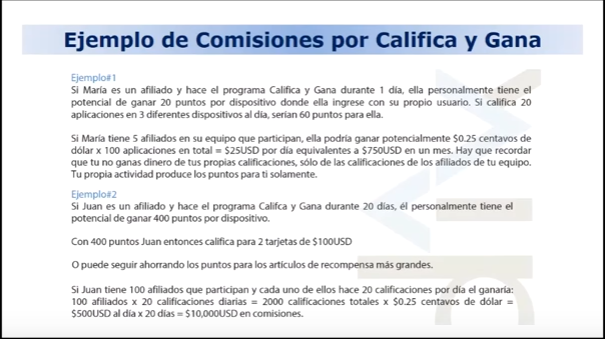 Ejemplo de Comisiones por Califica y Gana
Ejemplo#1
Si María es un afiliado y hace el programa Califica y Gana durante 1 día, ella personalmente tiene el
potencial de ganar 20 puntos por dispositivo donde ella ingrese con su propio usuario. Si califica 20
aplicaciones en 3 diferentes dispositivos al día, serían 60 puntos para ella.
Si María tiene 5 afiliados en su equipo que participan, ella podría ganar potencialmente $0.25 centavos de
dólar x 100 aplicaciones en total = $25USD por día equivalentes a $750USD en un mes. Hay que recordar
que tu no ganas dinero de tus propias calificaciones, sólo de las calificaciones de los afiliados de tu equipo.
Tu propia actividad produce los puntos para ti solamente.
Ejemplo#2
Si Juan es un afiliado y hace el programa Califca y Gana durante 20 días, él personalmente tiene el
potencial de ganar 400 puntos por dispositivo.
Con 400 puntos Juan entonces califica para 2 tarjetas de $100USD
O puede seguir ahorrando los puntos para los artículos de recompensa más grandes.
Si Juan tiene 100 afiliados que participan y cada uno de ellos hace 20 calificaciones por día el ganaria:
100 afiliados x 20 calificaciones diarias = 2000 calificaciones totales x $0.25 centavos de dólar =
$500USD al día x 20 días = $10,000USD en comisiones.